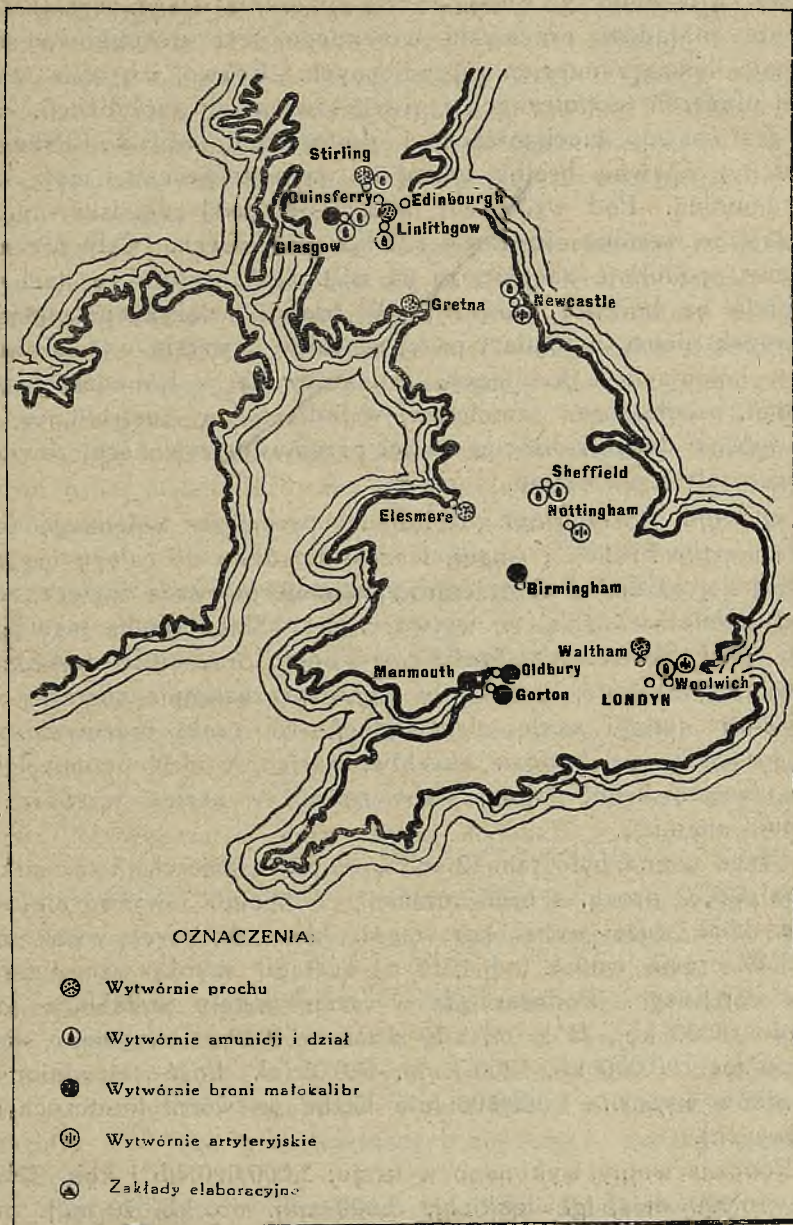 Stirling
Quinsferry
Edinbourgh
Linlithgow
Glasgow
Gretna
Newcastle
Sheffield
Nottingham
Elesmere
Birmingham
Waltham
Manmouth
Oldbury
Woolwich
Gorton
LONDYN
OZNACZENIA:
Wytwórnie prochu
Wytwórnie amunicji i dział
Wytwórnie broni małokalibr
Wytwórnie artyleryjskie
Zakłady elaboracyjne